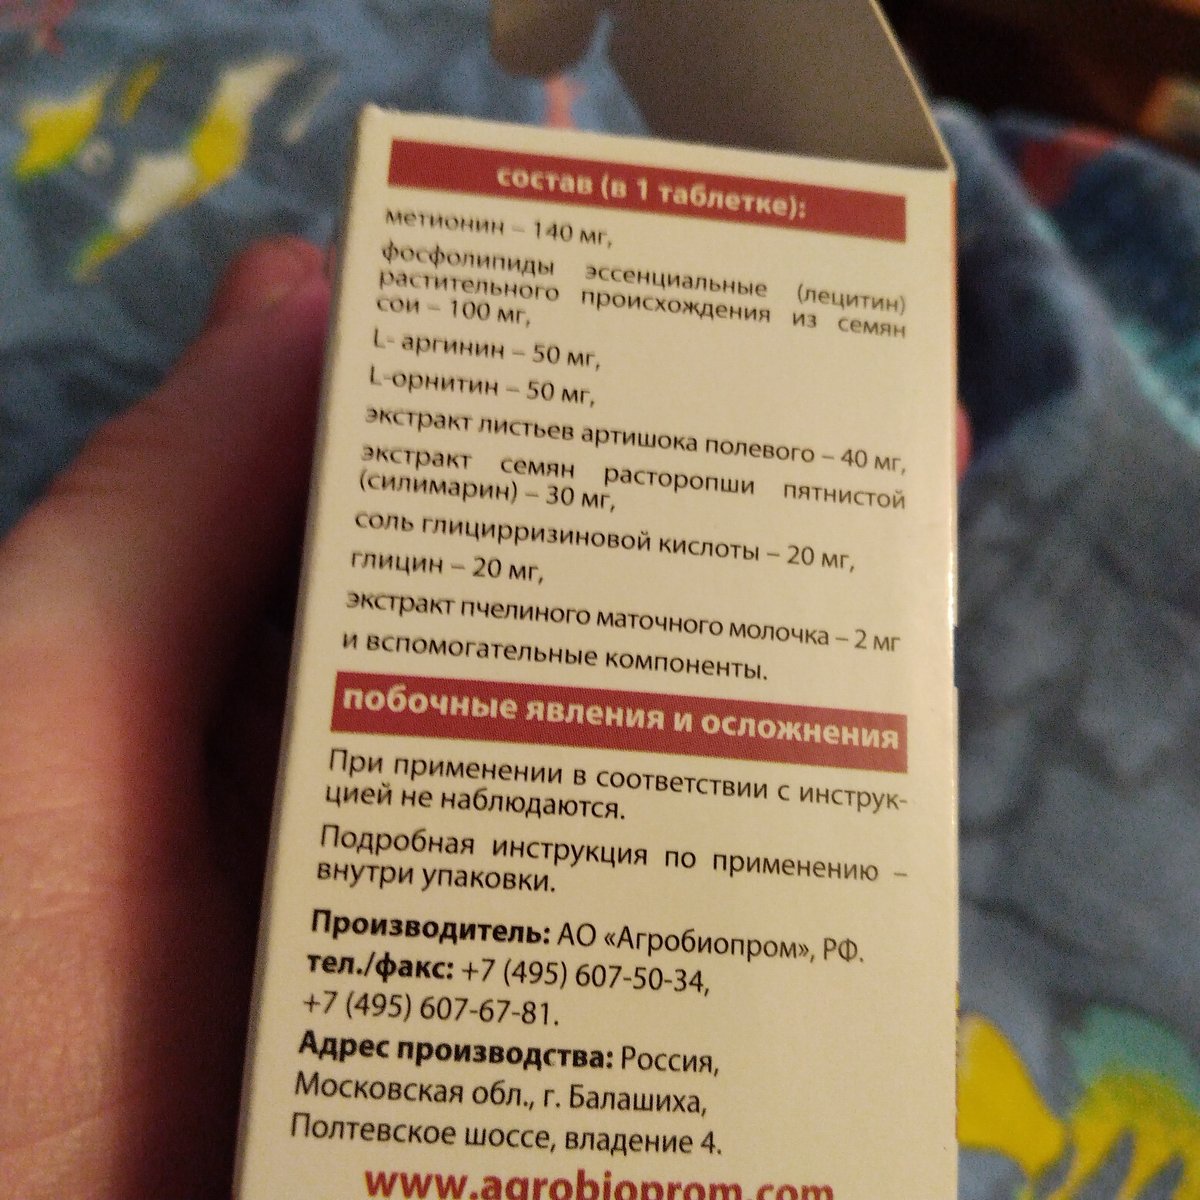 состав (в 1 таблетке):
метионин – 140 мг,
фосфолипиды эссенциальные (лецитин)
растительного происхождения из семян
сои – 100 мг,
L- аргинин – 50 мг,
L-орнитин – 50 мг,
экстракт листьев артишока полевого – 40 мг,
экстракт семян расторопши пятнистой
(силимарин) – 30 мг,
соль глицирризиновой кислоты – 20 мг,
глицин – 20 мг,
экстракт пчелиного маточного молочка – 2 мг
и вспомогательные компоненты.
побочные явления и осложнения
При применении в соответствии с инструк-
цией не наблюдаются.
Подробная инструкция по применению –
внутри упаковки.
Производитель: АО «Агробиопром», РФ.
тел./факс: +7 (495) 607-50-34,
+7 (495) 607-67-81.
Адрес производства: Россия,
Московская обл., г. Балашиха,
Полтевское шоссе, владение 4.
www.agrobioprom.com